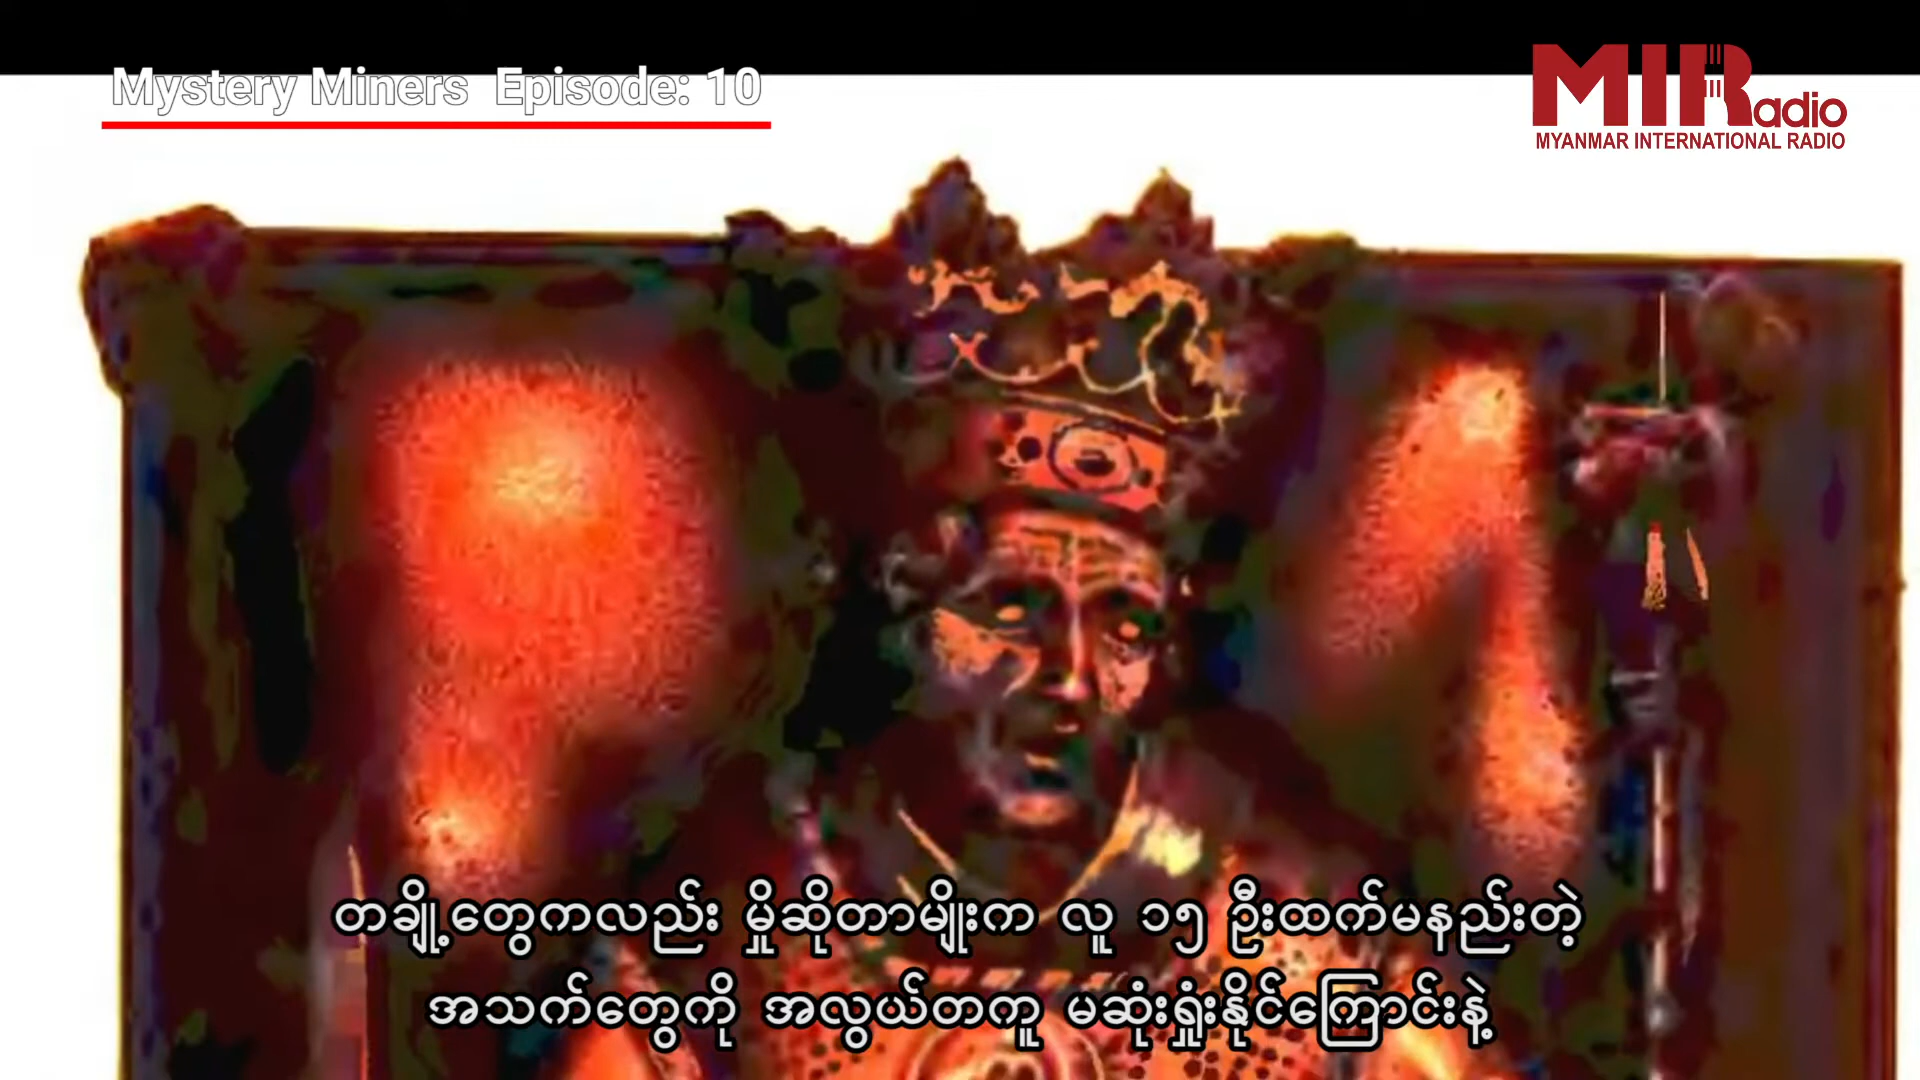 Mystery Miners Episode: 10
MIRadio
MYANMAR INTERNATIONAL RADIO
တချို့တွေကလည်း မှိုဆိုတာမျိုးက လူ ၁၅ ဦးထက်မနည်းတဲ့
အသက်တွေကို အလွယ်တကူ မဆုံးရှုံးနိုင်ကြောင်းနဲ့